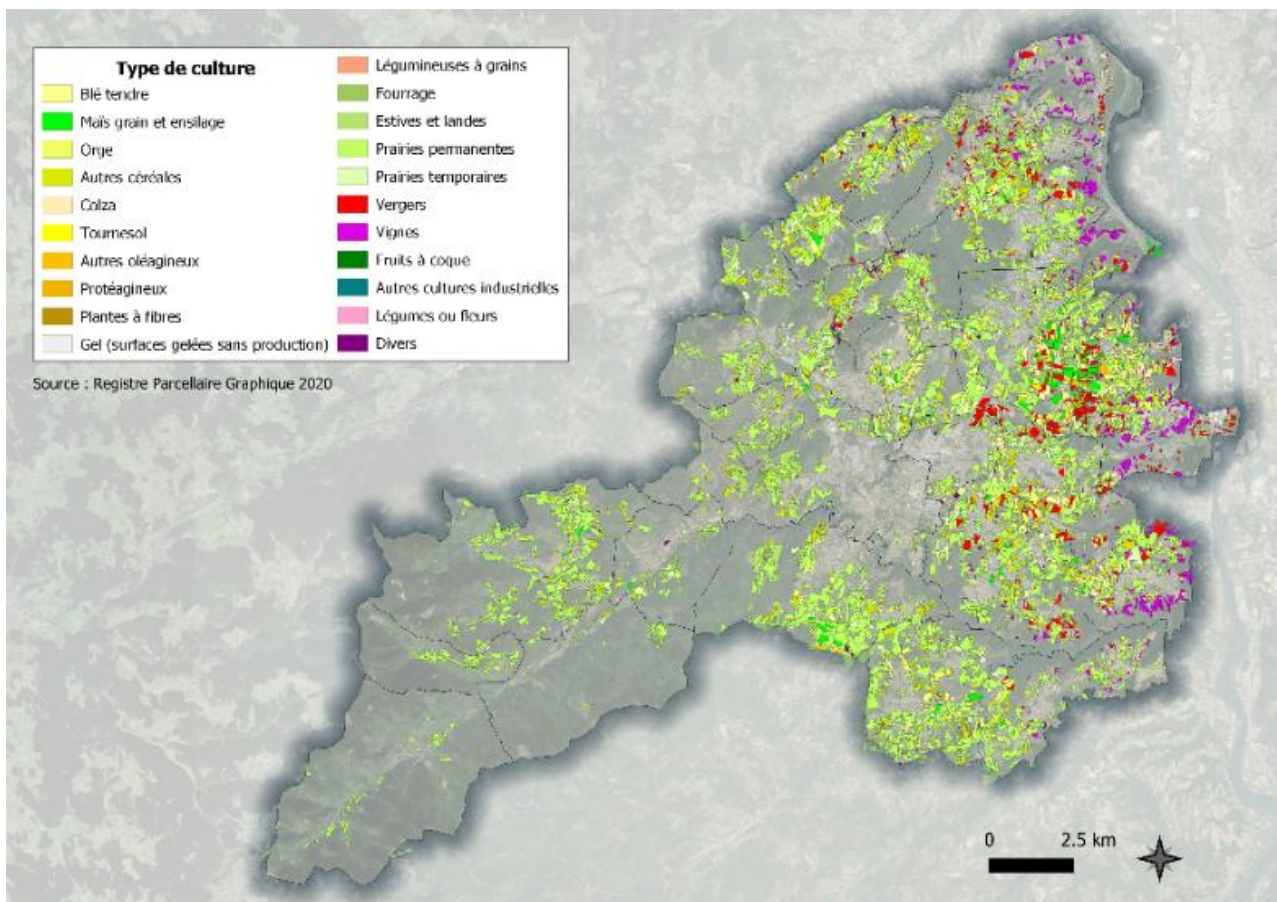 Type de culture
Blé tendre
Maïs grain et ensilage
Orge
Autres céréales
Colza
Tournesol
Autres oléagineux
Protéagineux
Plantes à fibres
Gel (surfaces gelées sans production)
Légumineuses à grains
Fourrage
Estives et landes
Prairies permanentes
Prairies temporaires
Vergers
Vignes
Fruits à coque
Autres cultures industrielles
Légumes ou fleurs
Divers
Source : Registre Parcellaire Graphique 2020
0 2.5 km